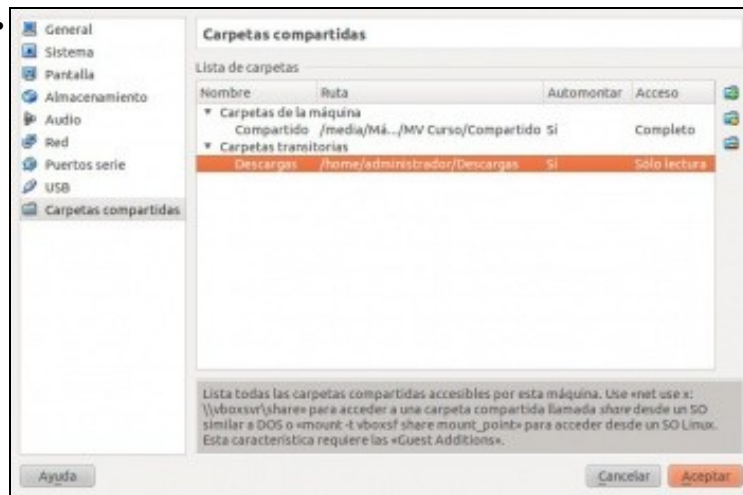 General
Sistema
Pantalla
Almacenamiento
Audio
Red
Puertos serie
USB
Carpetas compartidas
Carpetas compartidas
Lista de carpetas
Nombre Ruta Automontar Acceso
Carpetas de la máquina
Compartido /media/Má.../MV Curso/Compartido Sí Completo
Carpetas transitorias
Descargas /home/administrador/Descargas Sí Sólo lectura
Lista todas las carpetas compartidas accesibles por esta máquina. Use «net use x:
\\vboxsvr\share» para acceder a una carpeta compartida llamada share desde un SO
similar a DOS o «mount -t vboxsf share mount_point» para acceder desde un SO Linux.
Esta característica requiere las «Guest Additions».
Ayuda Cancelar Aceptar